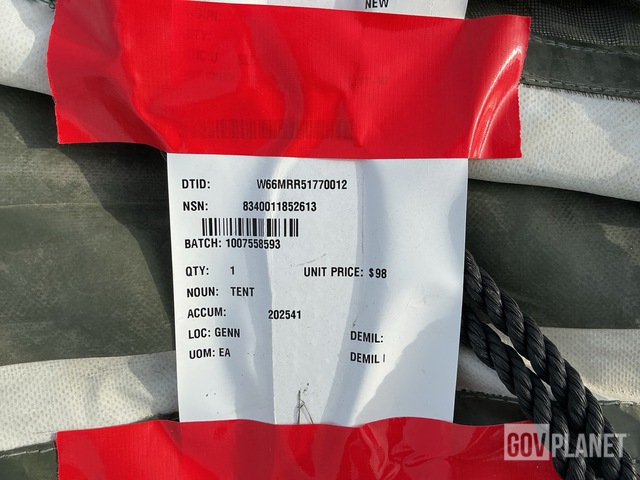 NEW
DTID: W66MRR51770012
NSN: 8340011852613
BATCH: 1007558593
QTY: 1 UNIT PRICE: $98
NOUN: TENT
ACCUM: 202541
LOC: GENN DEMIL:
UOM: EA DEMIL I
GOVPLANET